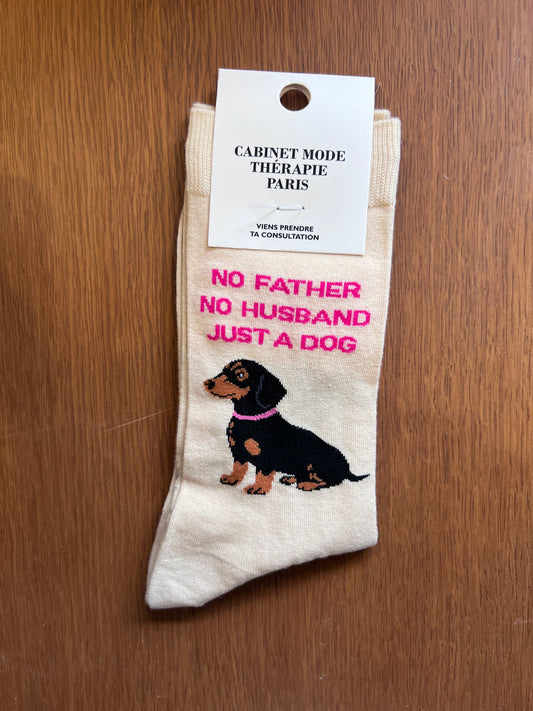 CABINET MODE
THÉRAPIE
PARIS
VIENS PRENDRE
TA CONSULTATION
NO FATHER
NO HUSBAND
JUST A DOG